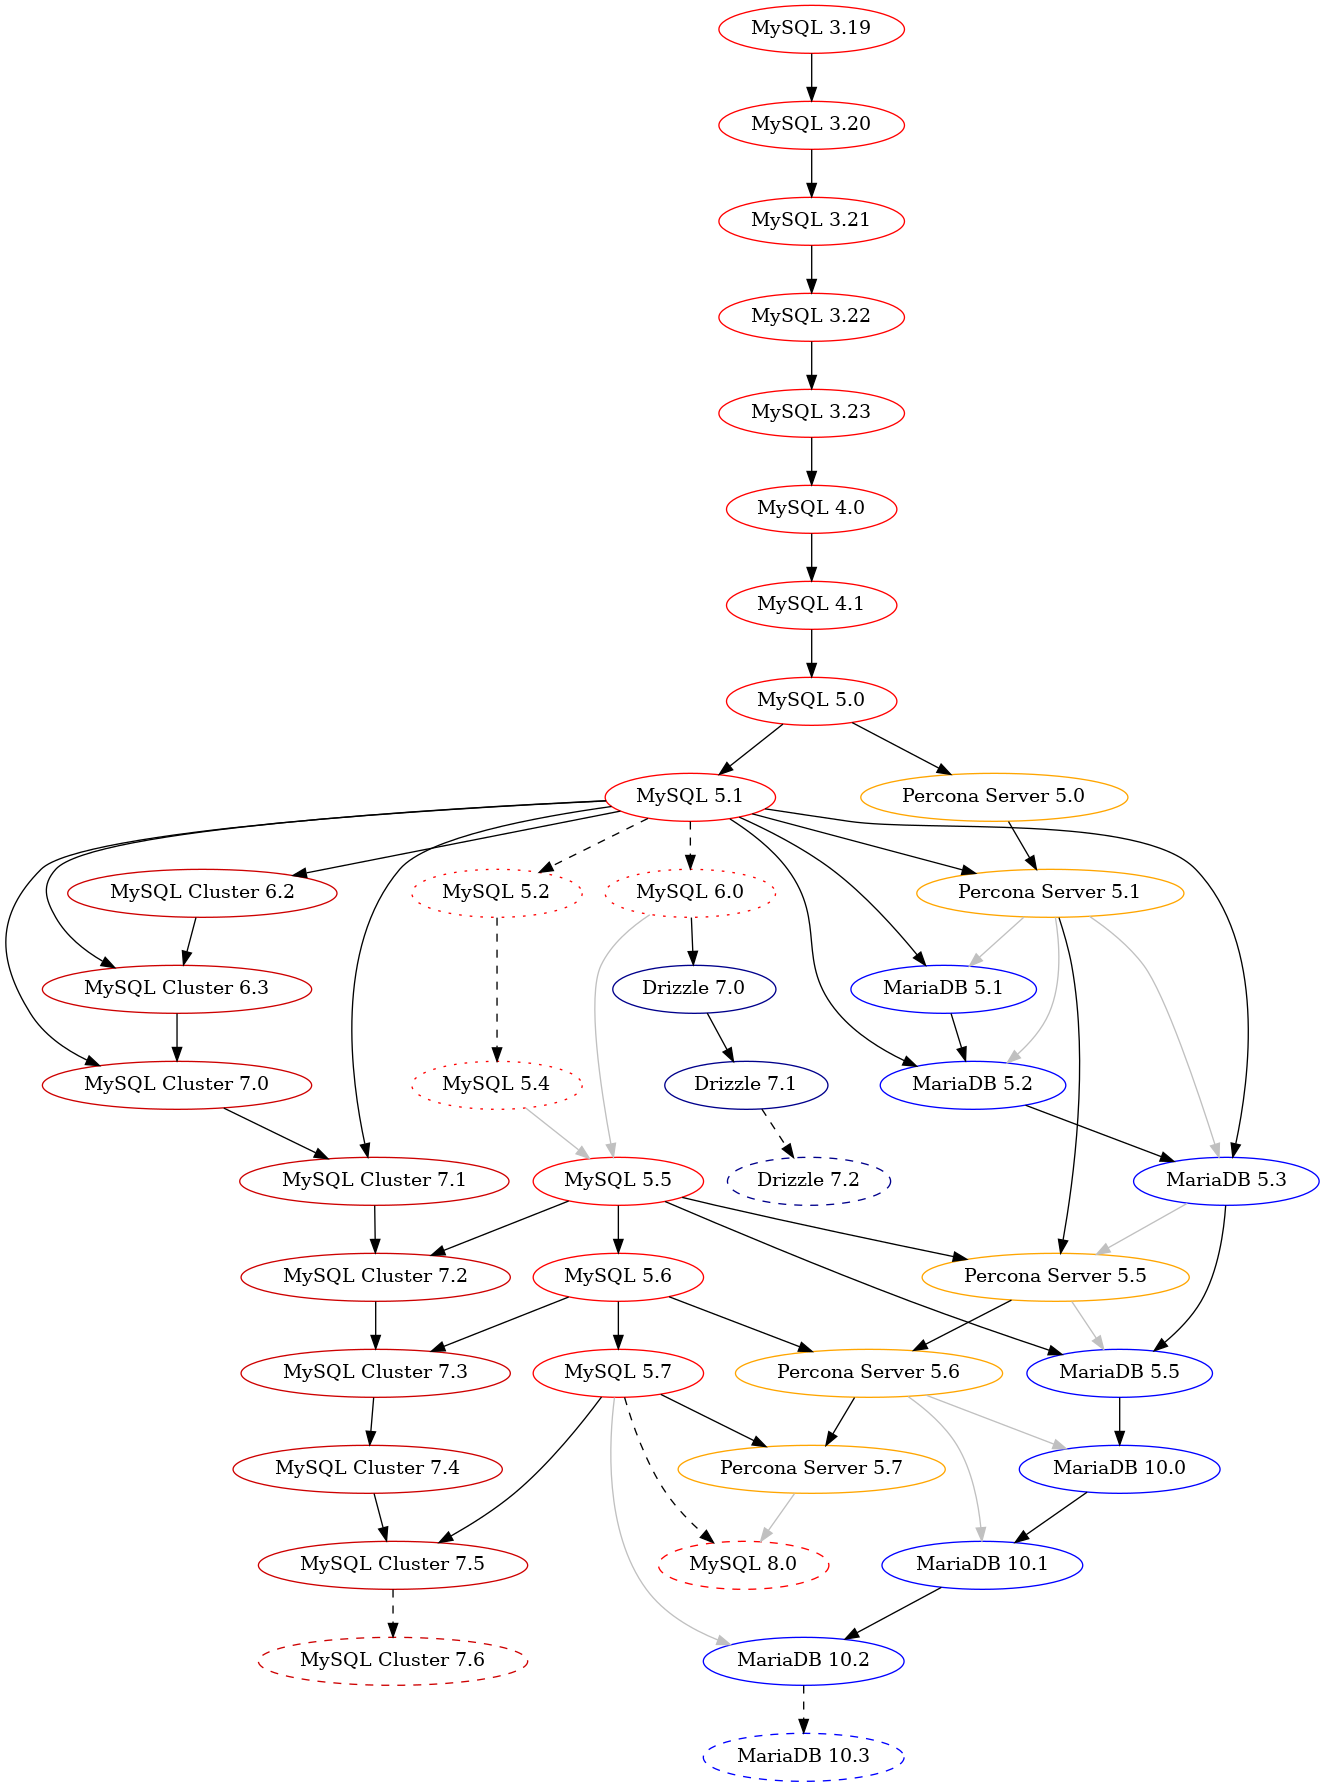 MySQL 3.19
MySQL 3.20
MySQL 3.21
MySQL 3.22
MySQL 3.23
MySQL 4.0
MySQL 4.1
MySQL 5.0
MySQL 5.1
Percona Server 5.0
MySQL Cluster 6.2
MySQL 5.2
MySQL 6.0
Percona Server 5.1
MySQL Cluster 6.3
Drizzle 7.0
MariaDB 5.1
MySQL Cluster 7.0
MySQL 5.4
Drizzle 7.1
MariaDB 5.2
MySQL Cluster 7.1
MySQL 5.5
Drizzle 7.2
MariaDB 5.3
MySQL Cluster 7.2
MySQL 5.6
Percona Server 5.5
MySQL Cluster 7.3
MySQL 5.7
Percona Server 5.6
MariaDB 5.5
MySQL Cluster 7.4
Percona Server 5.7
MariaDB 10.0
MySQL Cluster 7.5
MySQL 8.0
MariaDB 10.1
MySQL Cluster 7.6
MariaDB 10.2
MariaDB 10.3